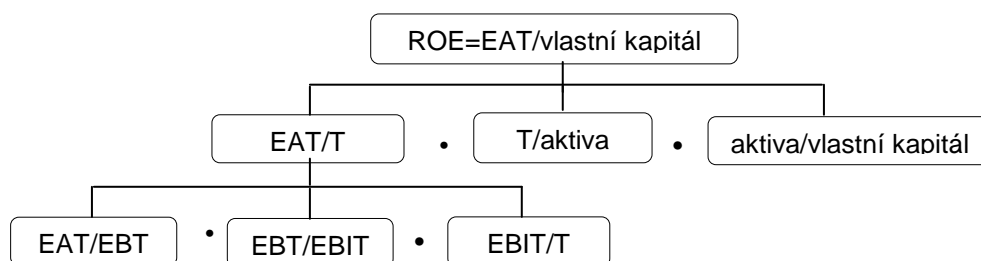 ROE=EAT/vlastní kapitál
EAT/T • T/aktiva • aktiva/vlastní kapitál
EAT/EBT • EBT/EBIT • EBIT/T